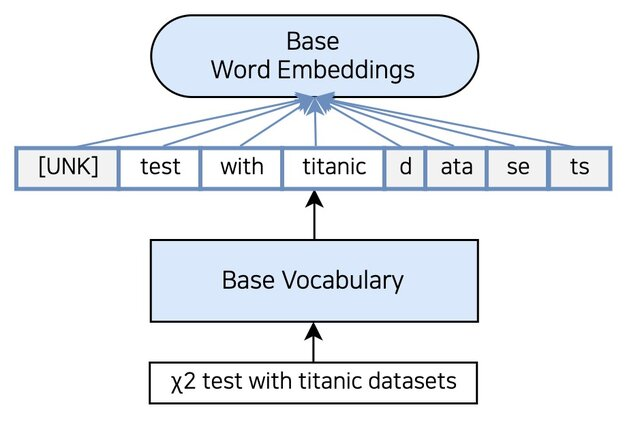 Base
Word Embeddings
[UNK] test with titanic d ata se ts
Base Vocabulary
χ2 test with titanic datasets